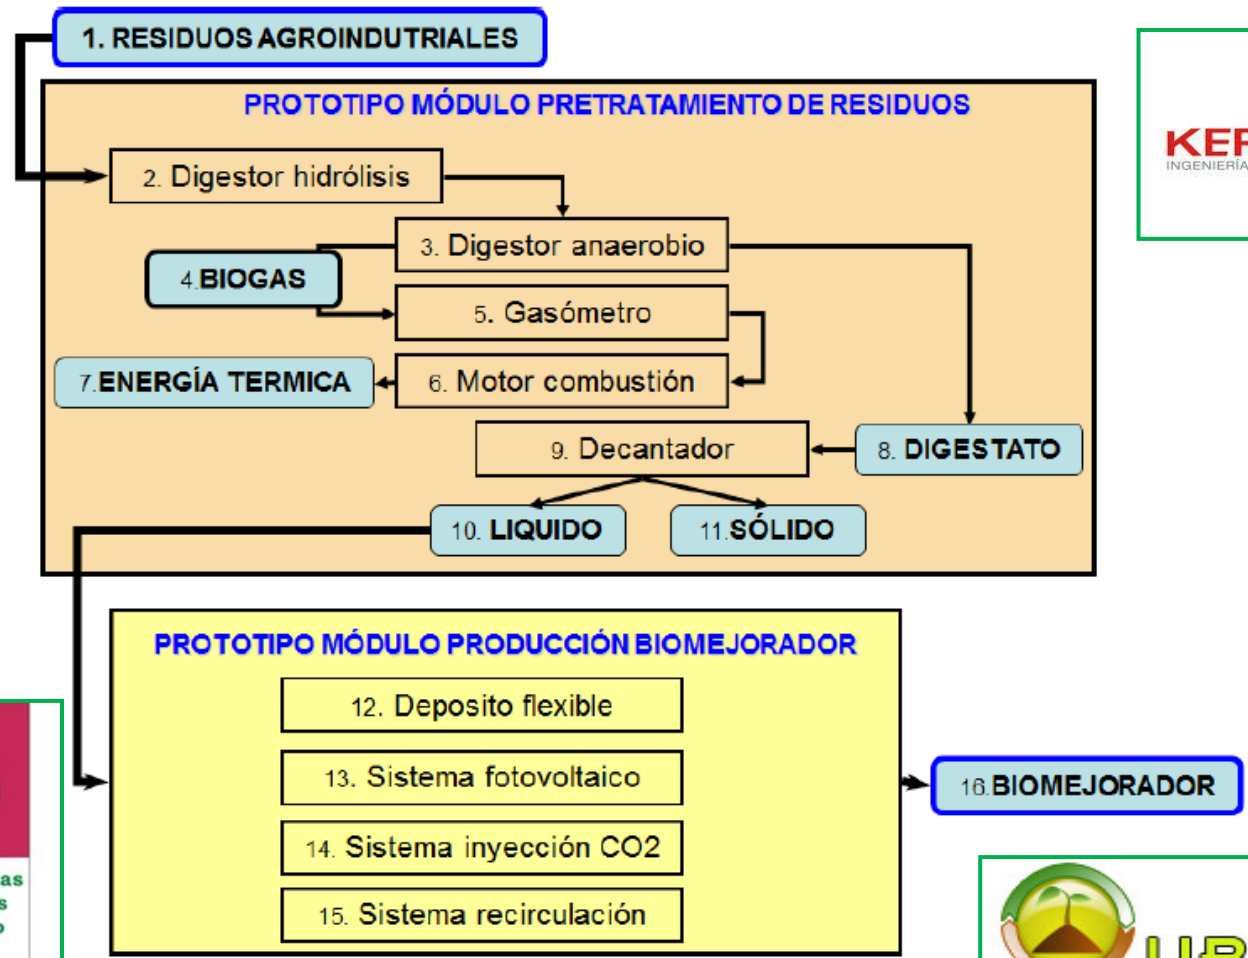 1. RESIDUOS AGROINDUTRIALES
PROTOTIPO MÓDULO PRETRATAMIENTO DE RESIDUOS
2. Digestor hidrólisis
3. Digestor anaerobio
4.BIOGAS
5. Gasómetro
7.ENERGÍA TERMICA
6. Motor combustión
9. Decantador
8. DIGESTATO
10. LIQUIDO
11.SÓLIDO
PROTOTIPO MÓDULO PRODUCCIÓN BIOMEJORADOR
12. Deposito flexible
13. Sistema fotovoltaico
14. Sistema inyección CO2
15. Sistema recirculación
16.BIOMEJORADOR
INGENIERÍA